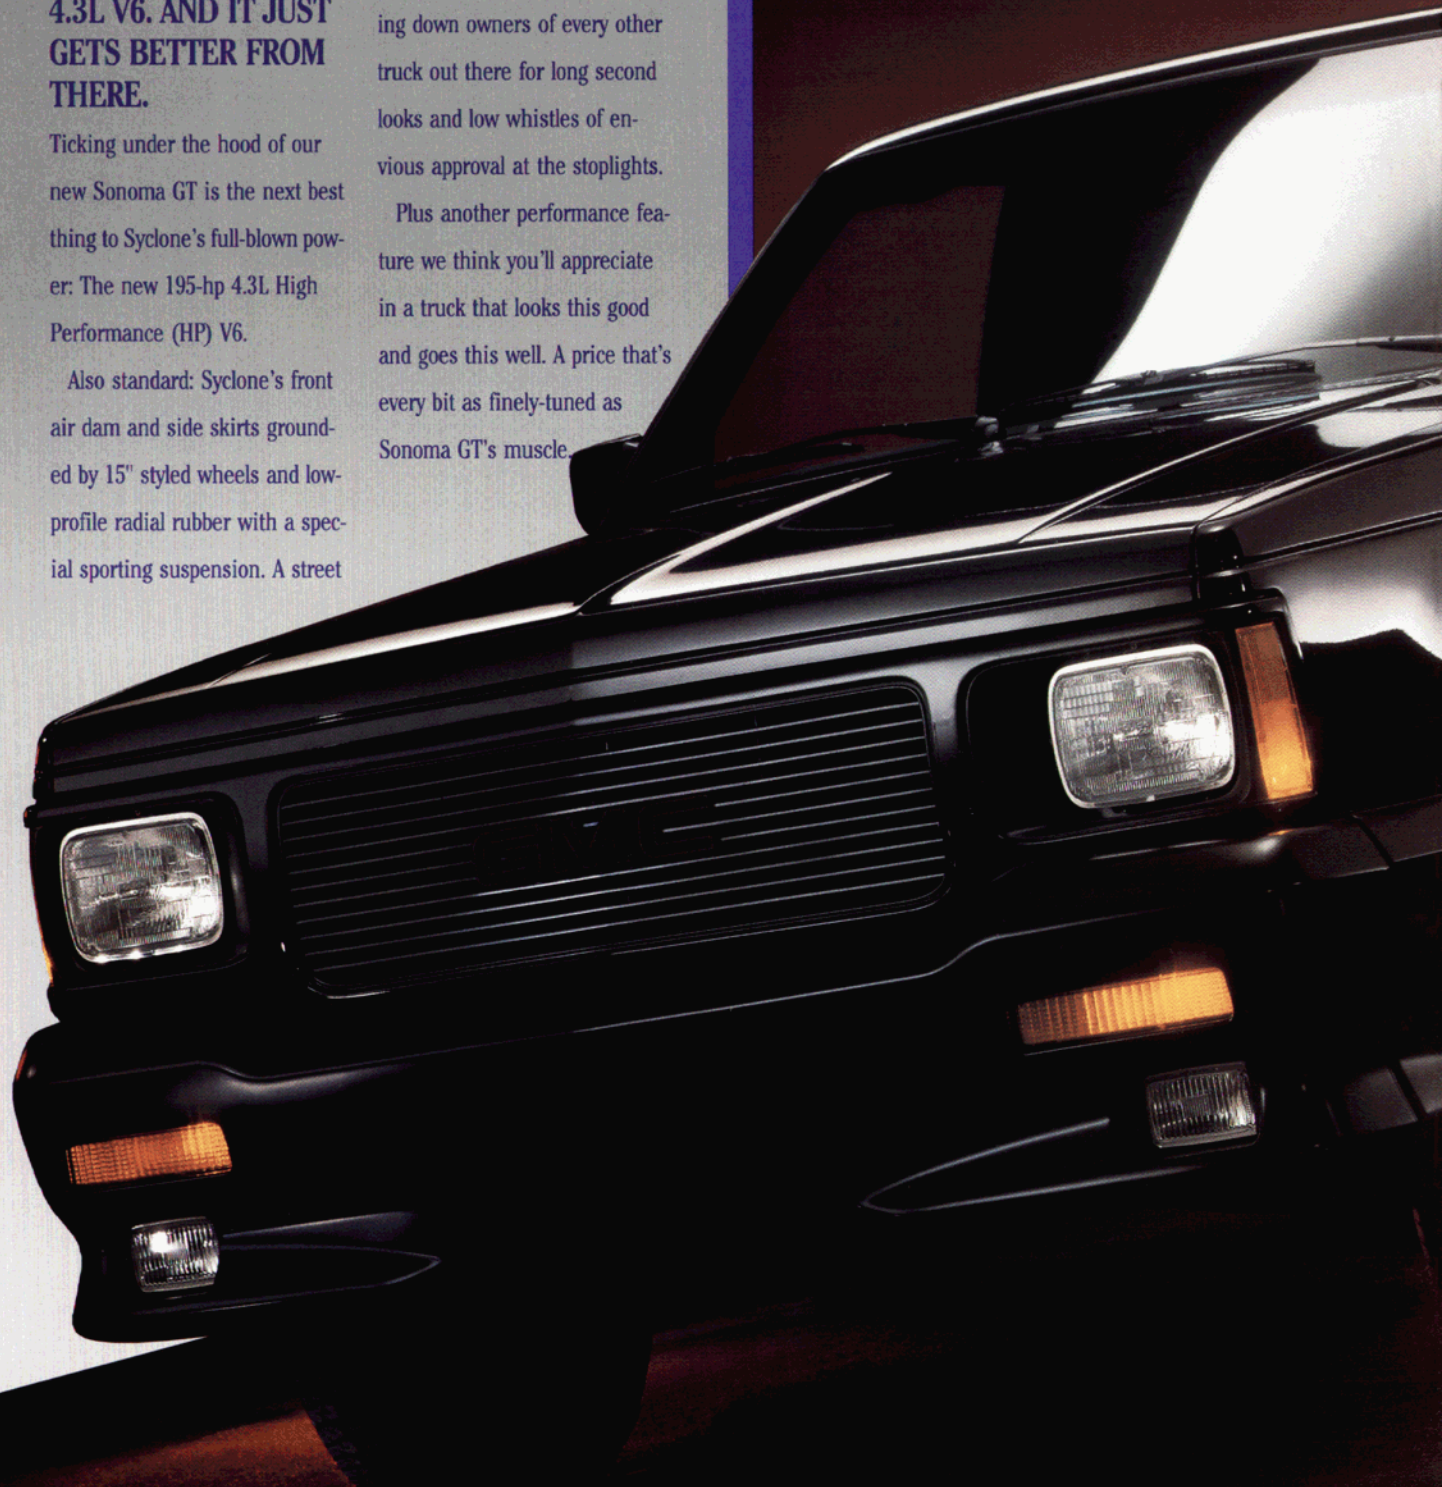 4.3L V6. AND IT JUST
GETS BETTER FROM
THERE.
Ticking under the hood of our
new Sonoma GT is the next best
thing to Syclone's full-blown pow-
er: The new 195-hp 4.3L High
Performance (HP) V6.
Also standard: Syclone's front
air dam and side skirts ground-
ed by 15" styled wheels and low-
profile radial rubber with a spec-
ial sporting suspension. A street
ing down owners of every other
truck out there for long second
looks and low whistles of en-
vious approval at the stoplights.
Plus another performance fea-
ture we think you'll appreciate
in a truck that looks this good
and goes this well. A price that's
every bit as finely-tuned as
Sonoma GT's muscle.
GMC